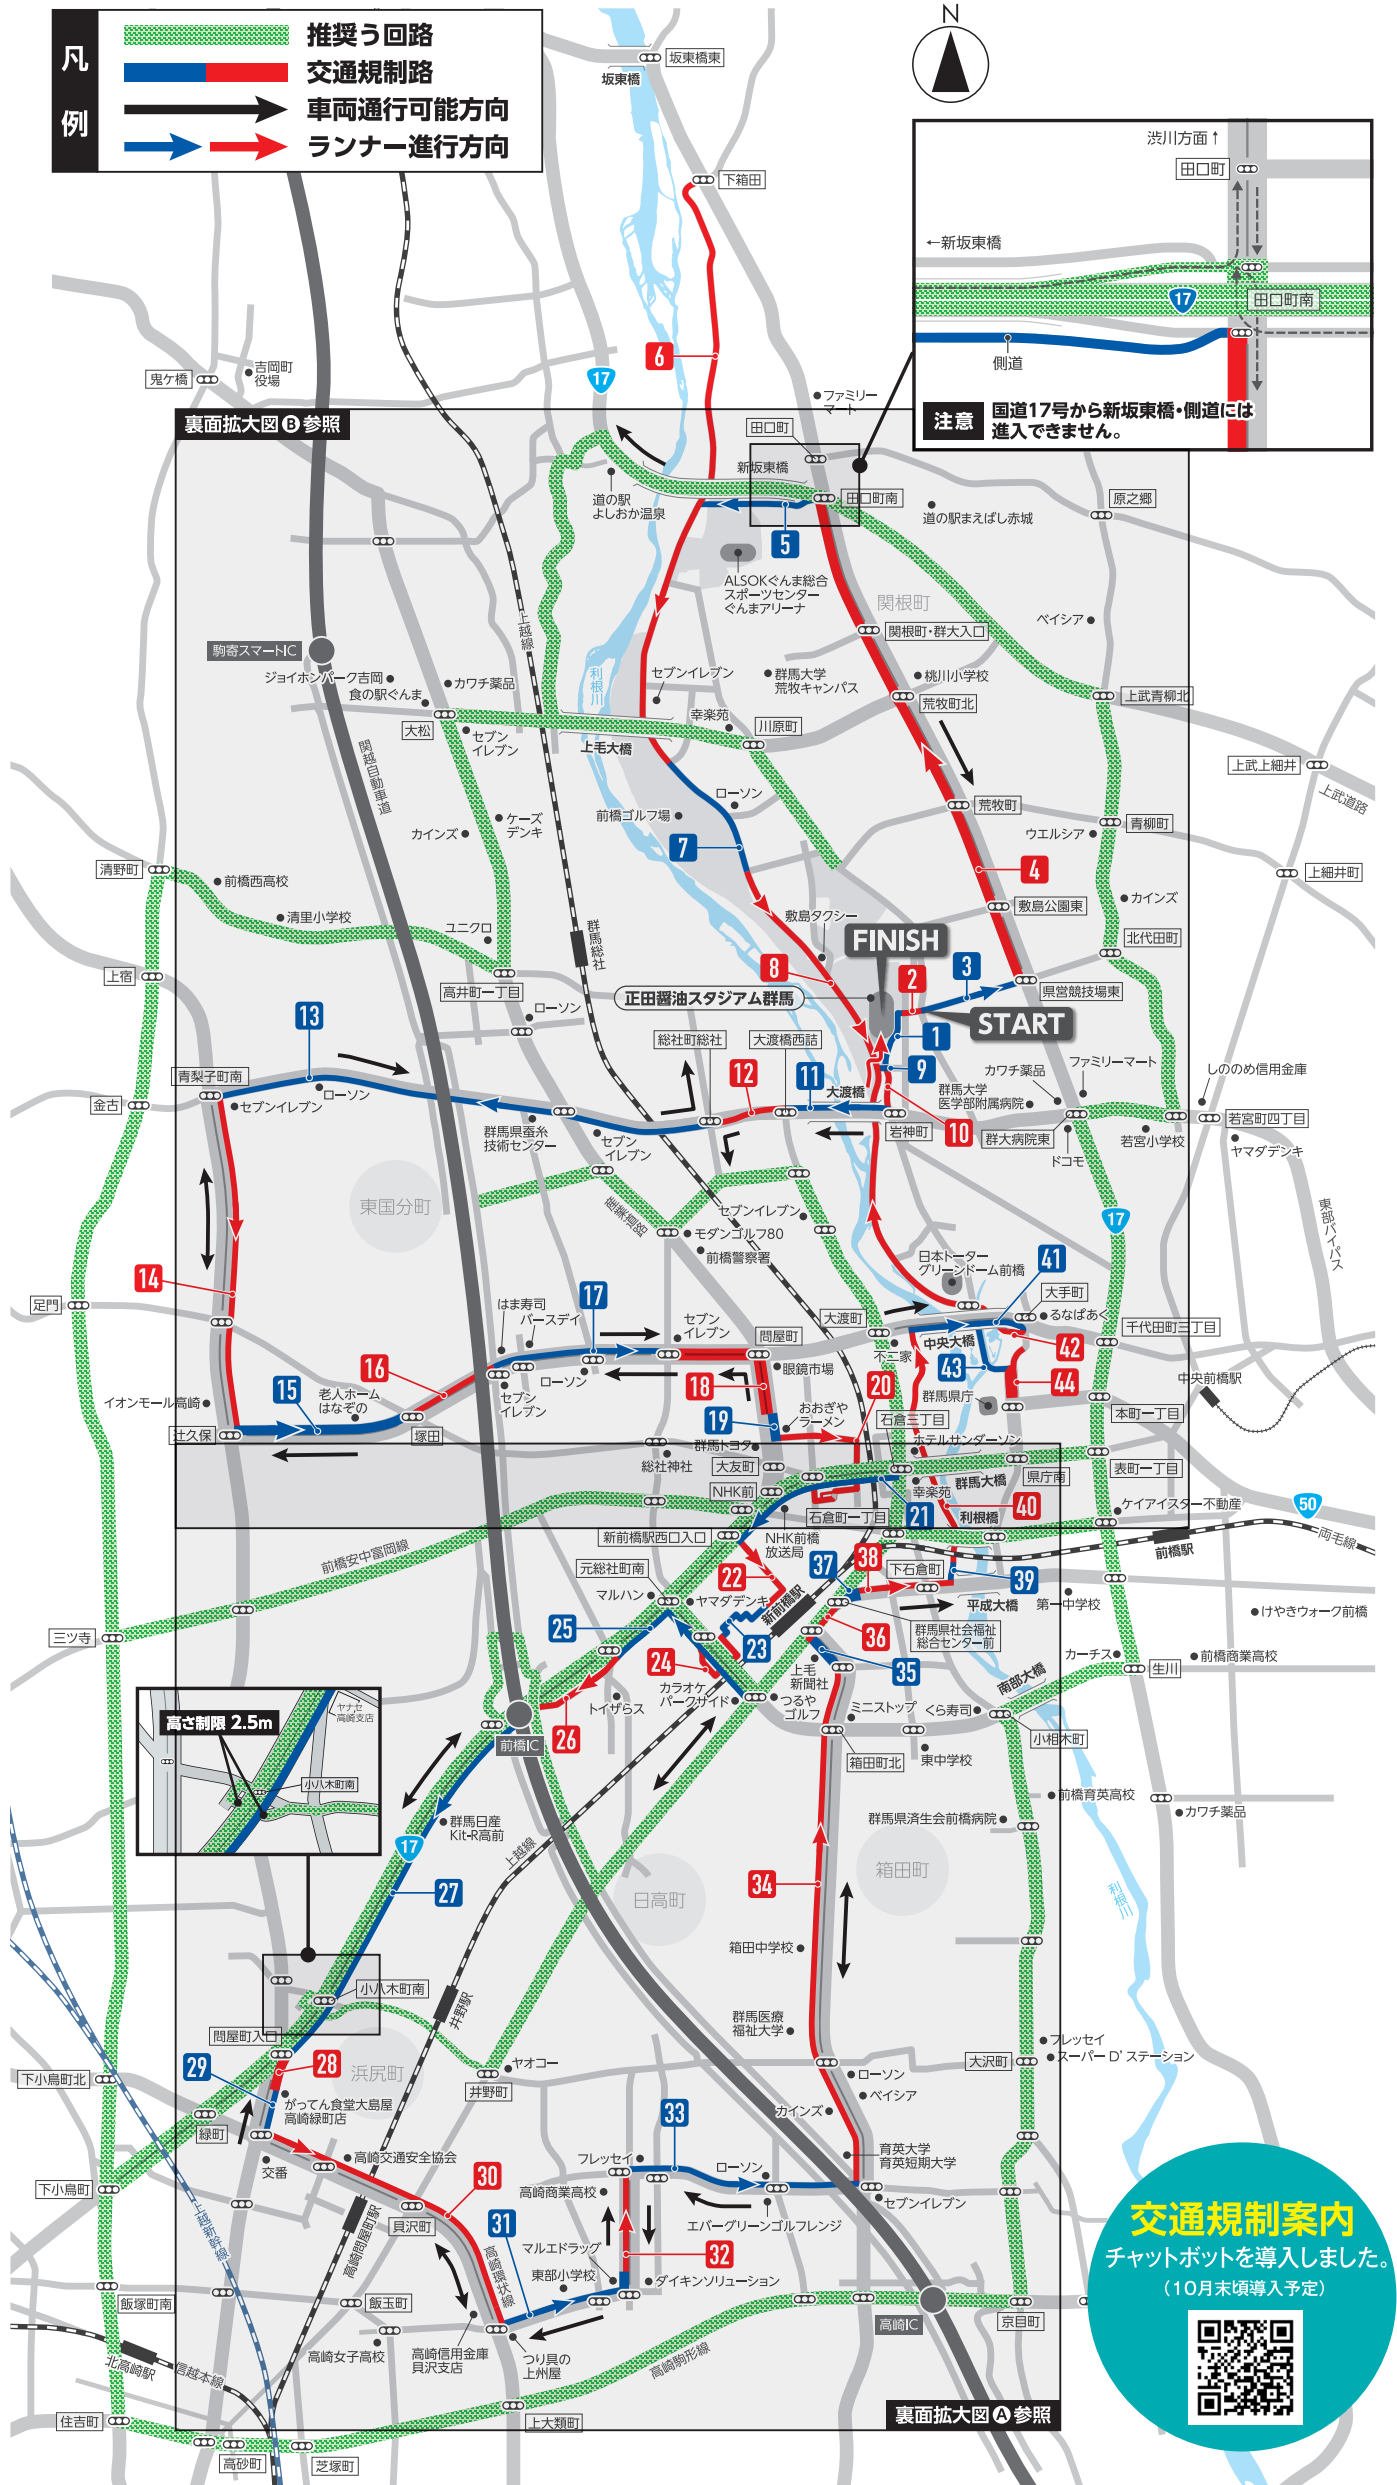 凡例
推奨う回路
交通規制路
車両通行可能方向
ランナー進行方向
N
坂東橋東
坂東橋
下箱田
渋川方面↑
田口町
←新坂東橋
17
田口町南
側道
注意
国道17号から新坂東橋・側道には
進入できません。
6
17
吉岡町
役場
鬼ケ橋
ファミリー
マート
裏面拡大図Ⓑ参照
田口町
新坂東橋
田口町南
道の駅
よしおか温泉
5
道の駅まえばし赤城
原之郷
ALSOKぐんま総合
スポーツセンター
ぐんまアリーナ
関根町
関根町・群大入口
ベイシア
上越線
利根川
駒寄スマートIC
ジョイホンパーク吉岡
食の駅ぐんま
カワチ薬品
セブンイレブン
群馬大学
荒牧キャンパス
桃川小学校
荒牧町北
上武青柳北
大松
セブン
イレブン
幸楽苑
川原町
上毛大橋
関越自動車道
上武上細井
上武道路
ローソン
前橋ゴルフ場
荒牧町
ウエルシア
青柳町
カインズ
ケーズ
デンキ
7
4
清野町
前橋西高校
上細井町
カインズ
清里小学校
ユニクロ
群馬総社
敷島タクシー
敷島公園東
北代田町
FINISH
上宿
高井町一丁目
8
2
3
県営競技場東
正田醤油スタジアム群馬
START
13
ローソン
総社町総社
大渡橋西詰
1
青梨子町南
12
11
大渡橋
9
カワチ薬品
ファミリーマート
しののめ信用金庫
金古
セブンイレブン
ローソン
群馬大学
医学部附属病院
群馬県蚕糸
技術センター
セブン
イレブン
岩神町
10
群大病院東
若宮町四丁目
若宮小学校
ドコモ
ヤマダデンキ
東国分町
産業道路
セブンイレブン
モダンゴルフ80
前橋警察署
17
東部バイパス
14
日本トーター
グリーンドーム前橋
41
足門
17
大手町
るなぱあく
はま寿司
バースデイ
セブン
イレブン
大渡町
問屋町
千代田町三丁目
中央大橋
不二家
42
16
眼鏡市場
43
15
老人ホーム
はなぞの
ローソン
セブン
イレブン
18
20
44
中央前橋駅
イオンモール高崎
19
おおぎや
ラーメン
群馬県庁
石倉三丁目
本町一丁目
辻久保
塚田
群馬トヨタ
ホテルサンダーソン
総社神社
大友町
群馬大橋
県庁南
表町一丁目
NHK前
幸楽苑
ケイアイスター不動産
50
石倉町一丁目
21
利根橋
40
新前橋駅西口入口
NHK前橋
放送局
両毛線
前橋駅
前橋安中富岡線
元総社町南
37
38
下石倉町
マルハン
22
39
ヤマダデンキ
新前橋駅
平成大橋
第一中学校
けやきウォーク前橋
三ツ寺
25
36
群馬県社会福祉
総合センター前
23
24
上毛
新聞社
35
カーチス
生川
前橋商業高校
南部大橋
ヤナセ
高崎支店
高さ制限 2.5m
カラオケ
パークサイド
つるや
ゴルフ
トイザらス
ミニストップ
くら寿司
前橋IC
26
小相木町
箱田町北
東中学校
小八木町南
前橋育英高校
カワチ薬品
群馬日産
Kit-R高前
群馬県済生会前橋病院
17
上越線
箱田町
34
27
日高町
利根川
箱田中学校
小八木町南
井野駅
群馬医療
福祉大学
問屋町入口
フレッセイ
スーパーD'ステーション
大沢町
28
29
浜尻町
ヤオコー
下小鳥町北
井野町
ローソン
ベイシア
がってん食堂大島屋
高崎緑町店
33
カインズ
緑町
交番
高崎交通安全協会
フレッセイ
ローソン
育英大学
育英短期大学
30
下小鳥町
高崎商業高校
セブンイレブン
貝沢町
31
エバーグリーンゴルフレンジ
上越新幹線
高崎問屋町駅
高崎環状線
マルエドラッグ
32
東部小学校
ダイキンソリューション
飯塚町南
飯玉町
高崎IC
京目町
高崎女子高校
高崎信用金庫
貝沢支店
つり具の
上州屋
高崎駒形線
北高崎駅
信越本線
住吉町
上大類町
裏面拡大図Ⓐ参照
高砂町
芝塚町
交通規制案内
チャットボットを導入しました。
(10月末頃導入予定)